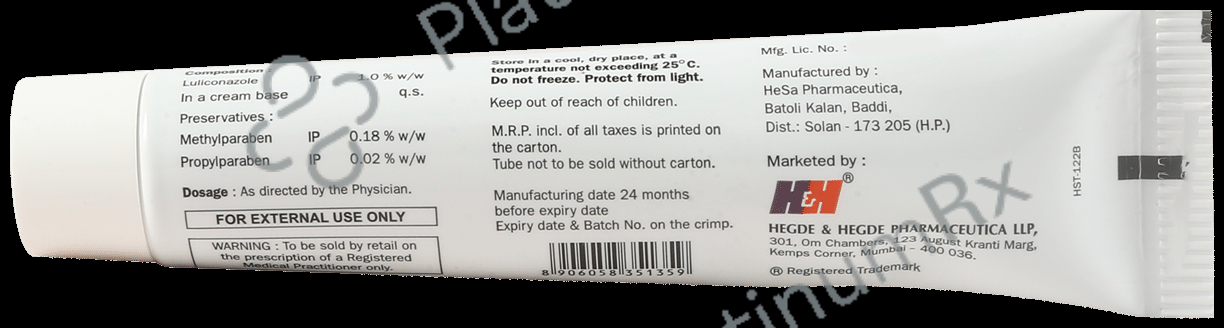 Composition
Luliconazole IP 1.0 % w/w
In a cream base q.s.
Preservatives :
Methylparaben IP 0.18 % w/w
Propylparaben IP 0.02 % w/w
Dosage : As directed by the Physician.
FOR EXTERNAL USE ONLY
WARNING : To be sold by retail on
the prescription of a Registered
Medical Practitioner only.
Store in a cool, dry place, at a
temperature not exceeding 25°C.
Do not freeze. Protect from light.
Keep out of reach of children.
M.R.P. incl. of all taxes is printed on
the carton.
Tube not to be sold without carton.
Manufacturing date 24 months
before expiry date
Expiry date & Batch No. on the crimp.
8 906058 351359
Mfg. Lic. No. :
Manufactured by :
HeSa Pharmaceutica,
Batoli Kalan, Baddi,
Dist.: Solan - 173 205 (H.P.)
Marketed by :
H&H®
HEGDE & HEGDE PHARMACEUTICA LLP,
301, Om Chambers, 123 August Kranti Marg,
Kemps Corner, Mumbai – 400 036.
® Registered Trademark
HST-122B
Platin
tinumRx